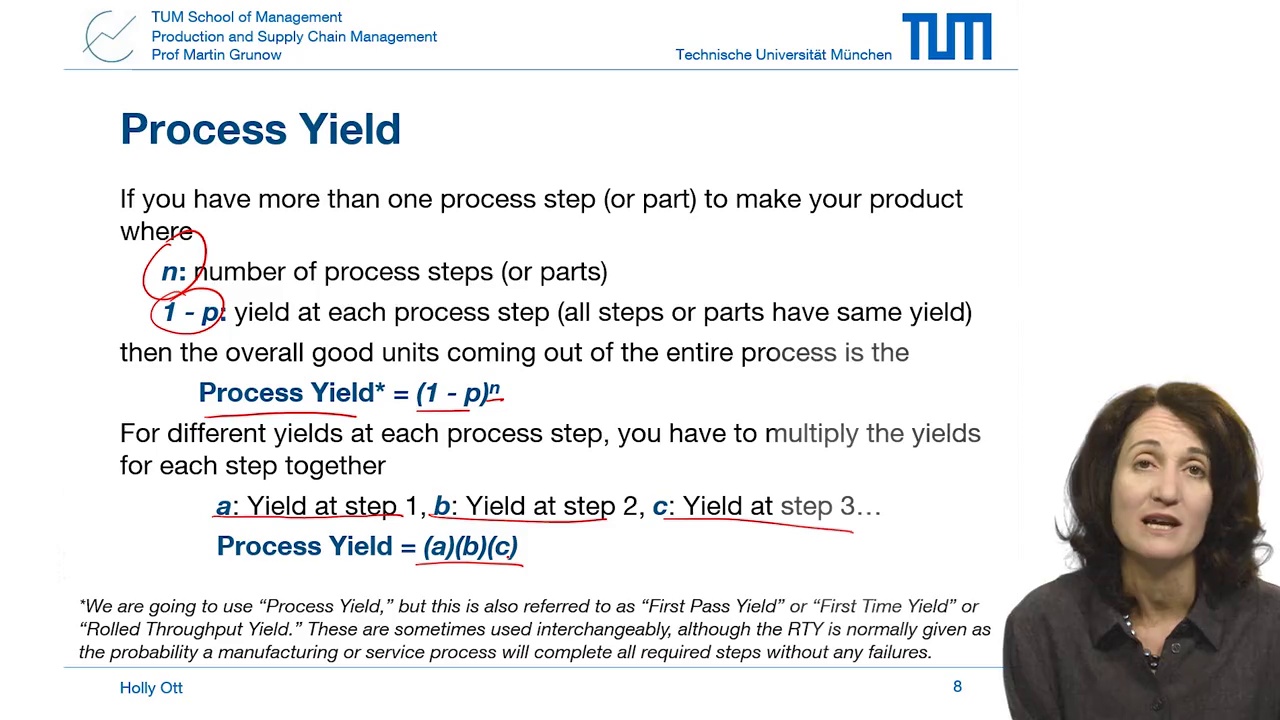 TUM School of Management
Production and Supply Chain Management
Prof Martin Grunow
Technische Universität München
TUM
Process Yield
If you have more than one process step (or part) to make your product
where
n: number of process steps (or parts)
1 - p: yield at each process step (all steps or parts have same yield)
then the overall good units coming out of the entire process is the
Process Yield* = (1 - p)ⁿ
For different yields at each process step, you have to multiply the yields
for each step together
a: Yield at step 1, b: Yield at step 2, c: Yield at step 3…
Process Yield = (a)(b)(c)
*We are going to use “Process Yield,” but this is also referred to as “First Pass Yield” or “First Time Yield” or
“Rolled Throughput Yield.” These are sometimes used interchangeably, although the RTY is normally given as
the probability a manufacturing or service process will complete all required steps without any failures.
Holly Ott
8